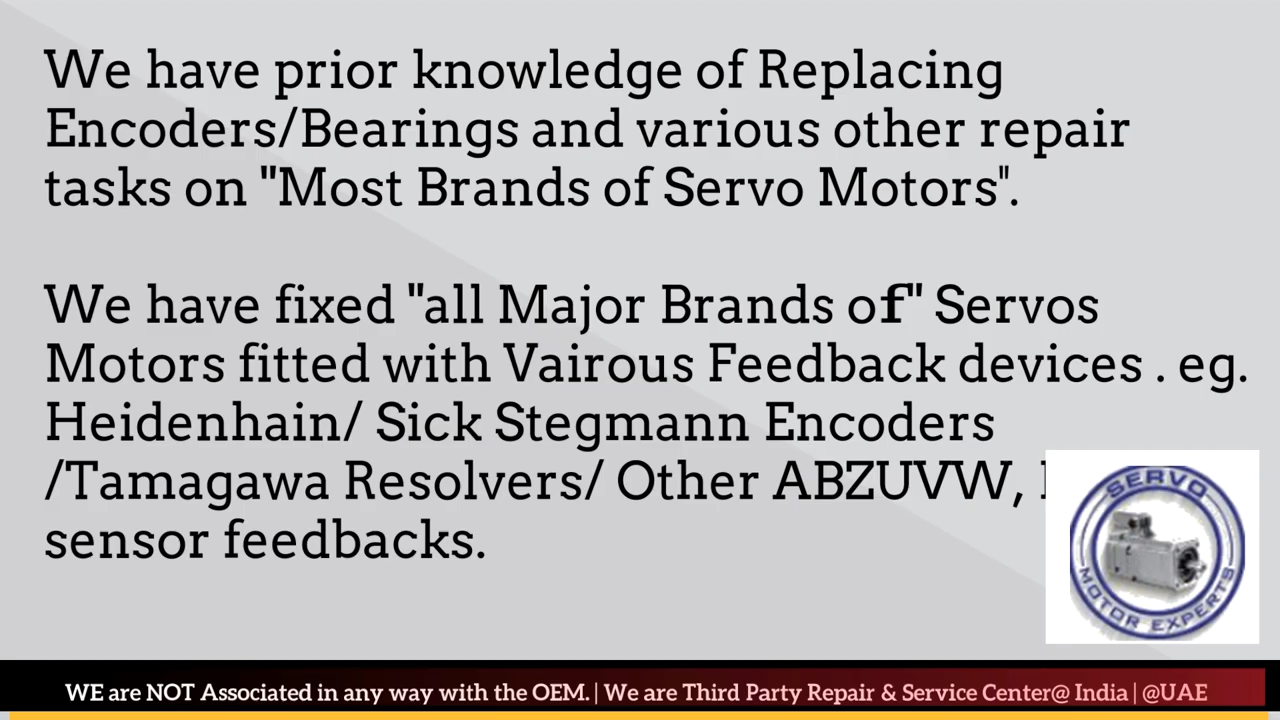 We have prior knowledge of Replacing
Encoders/Bearings and various other repair
tasks on "Most Brands of Servo Motors".
We have fixed "all Major Brands of" Servos
Motors fitted with Vairous Feedback devices . eg.
Heidenhain/ Sick Stegmann Encoders
/Tamagawa Resolvers/ Other ABZUVW,
sensor feedbacks.
SERVO
MOTOR EXPERTS
WE are NOT Associated in any way with the OEM. | We are Third Party Repair & Service Center@ India | @UAE